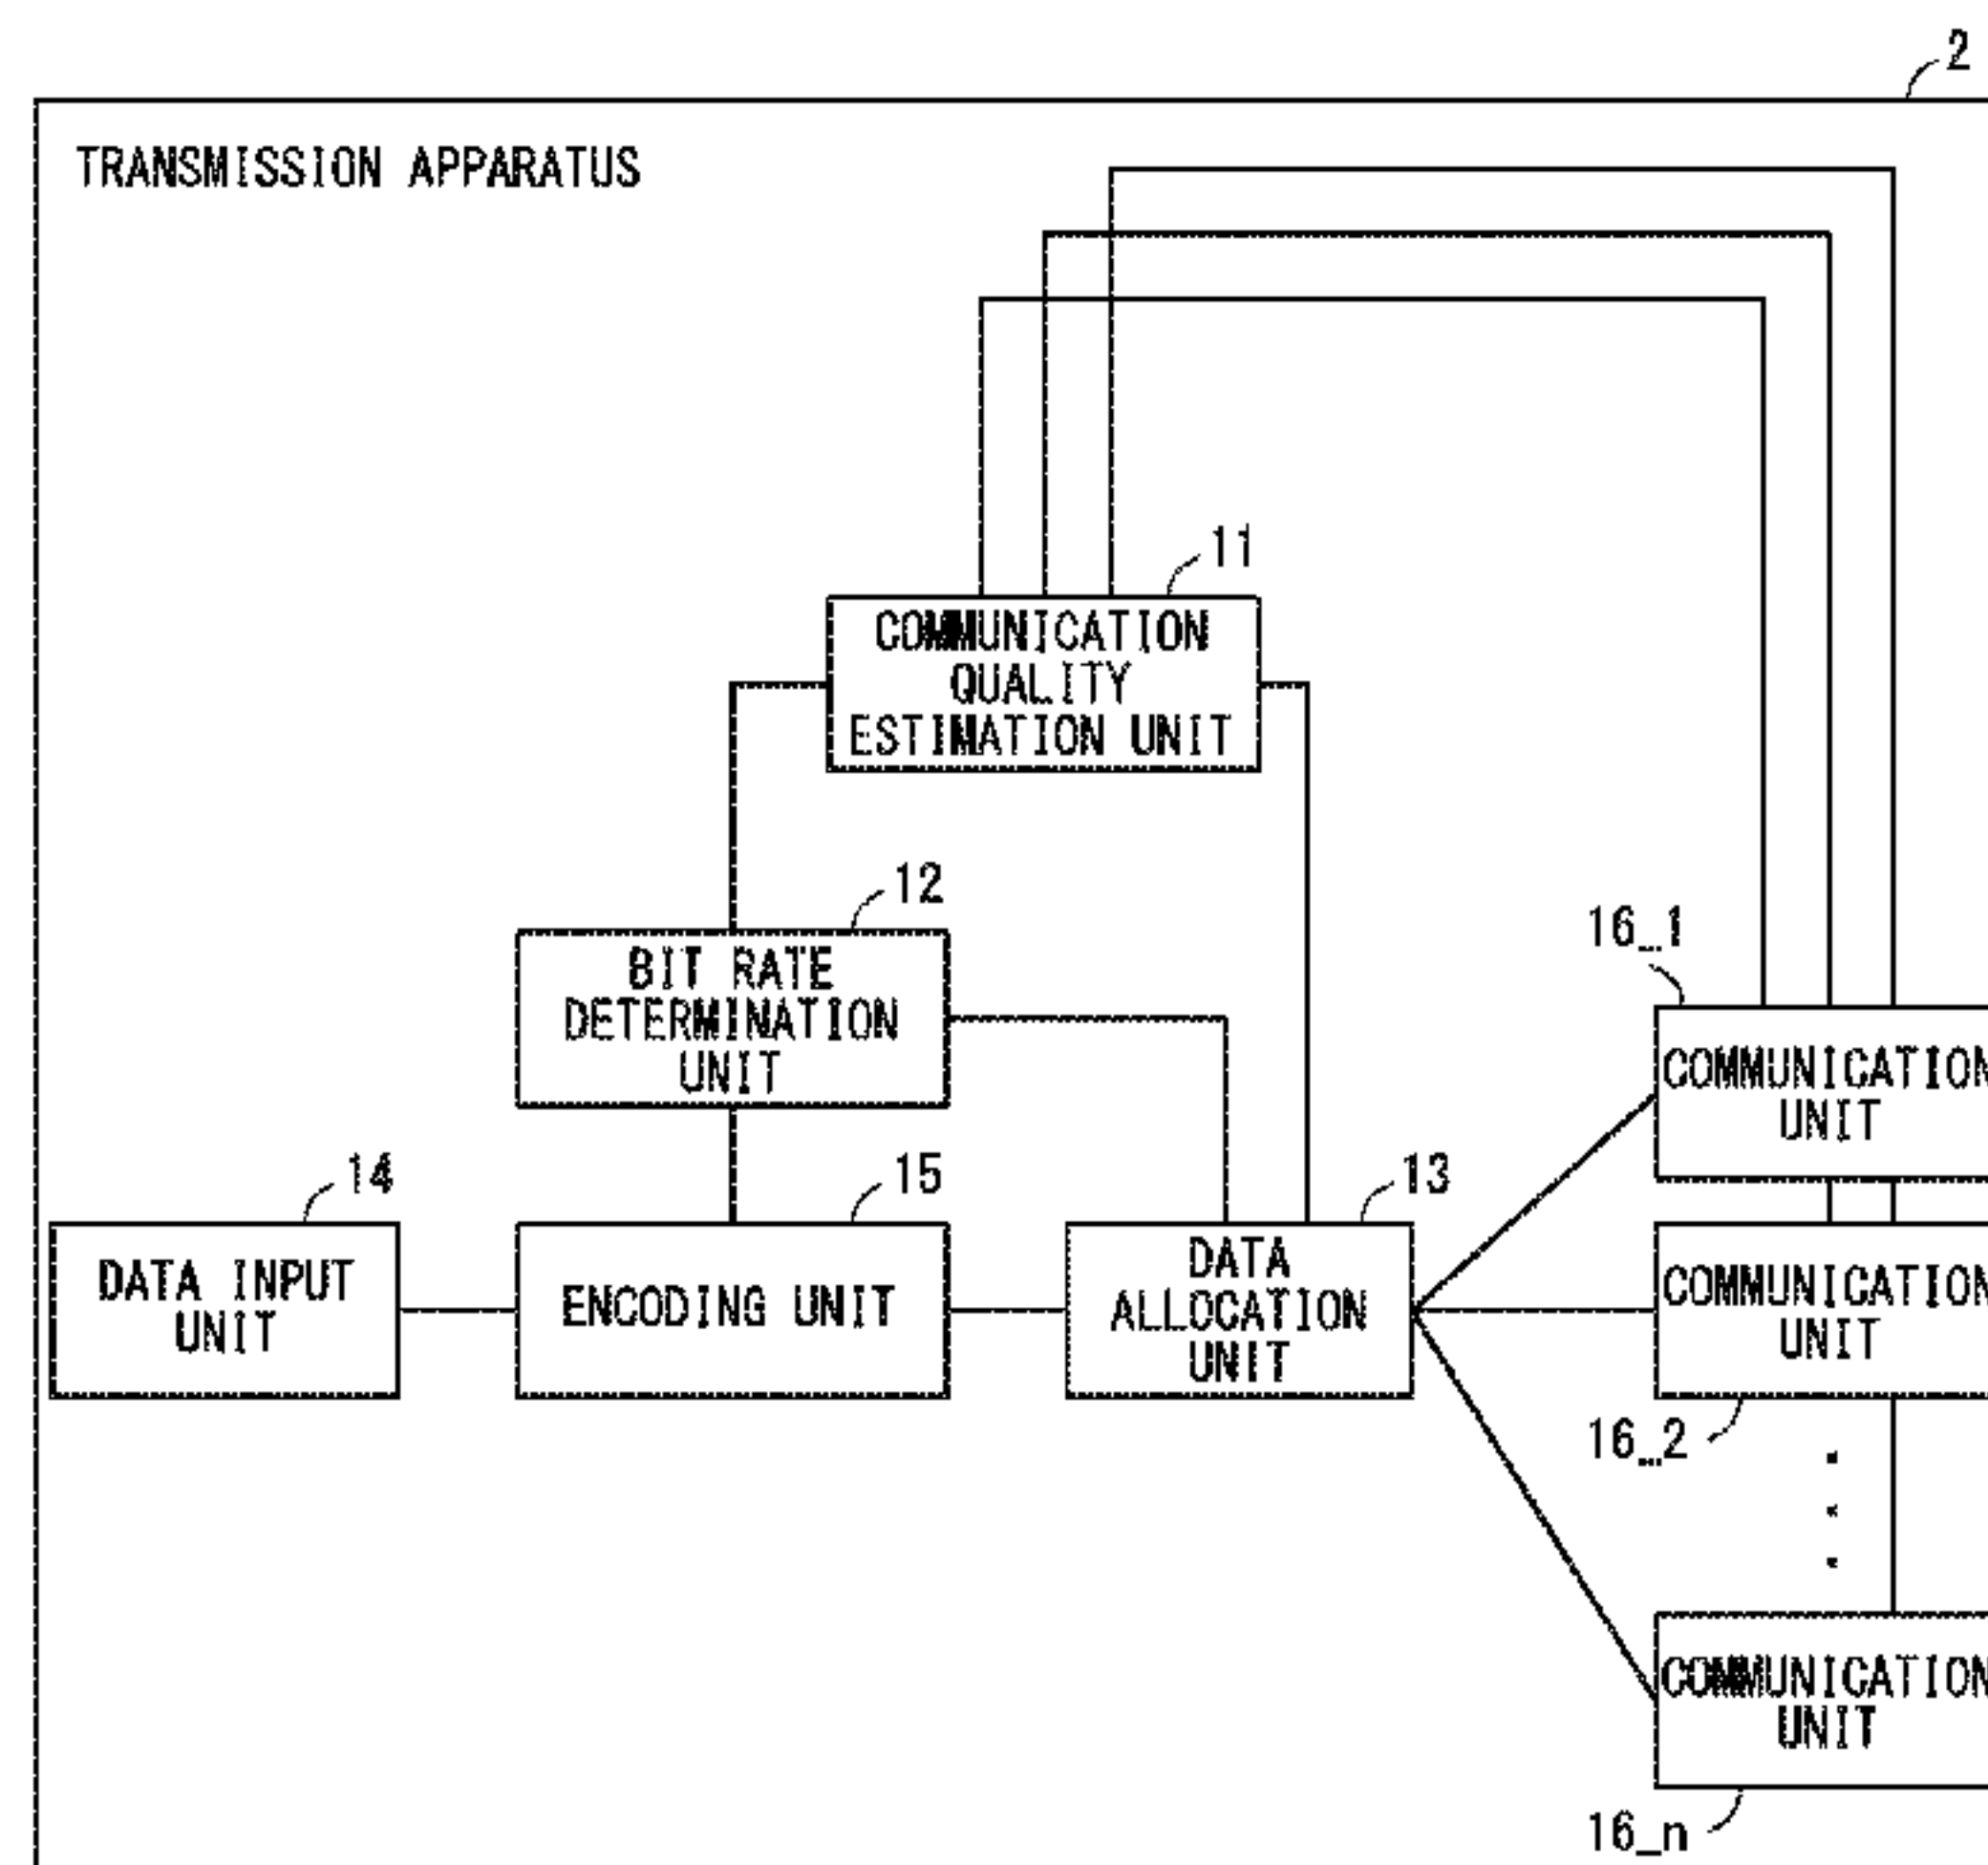 2
TRANSMISSION APPARATUS
11
COMMUNICATION
QUALITY
ESTIMATION UNIT
12
BIT RATE
DETERMINATION
UNIT
16_1
COMMUNICATION
UNIT
14
DATA INPUT
UNIT
15
ENCODING UNIT
13
DATA
ALLOCATION
UNIT
COMMUNICATION
UNIT
16_2
COMMUNICATION
UNIT
16_n